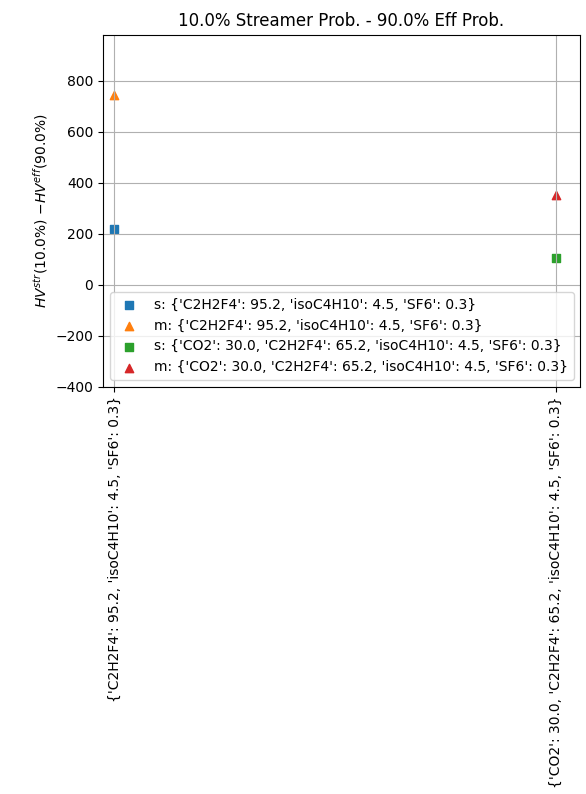 10.0% Streamer Prob. - 90.0% Eff Prob.
HV^{str}(10.0%) − HV^{eff}(90.0%)
800
600
400
200
0
−200
−400
s: {'C2H2F4': 95.2, 'isoC4H10': 4.5, 'SF6': 0.3}
m: {'C2H2F4': 95.2, 'isoC4H10': 4.5, 'SF6': 0.3}
s: {'CO2': 30.0, 'C2H2F4': 65.2, 'isoC4H10': 4.5, 'SF6': 0.3}
m: {'CO2': 30.0, 'C2H2F4': 65.2, 'isoC4H10': 4.5, 'SF6': 0.3}
{'C2H2F4': 95.2, 'isoC4H10': 4.5, 'SF6': 0.3}
{'CO2': 30.0, 'C2H2F4': 65.2, 'isoC4H10': 4.5, 'SF6': 0.3}